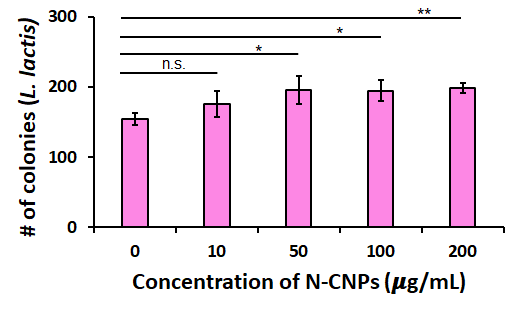 300
**
*
*
n.s.
200
100
0
# of colonies (L. lactis)
0 10 50 100 200
Concentration of N-CNPs (µg/mL)